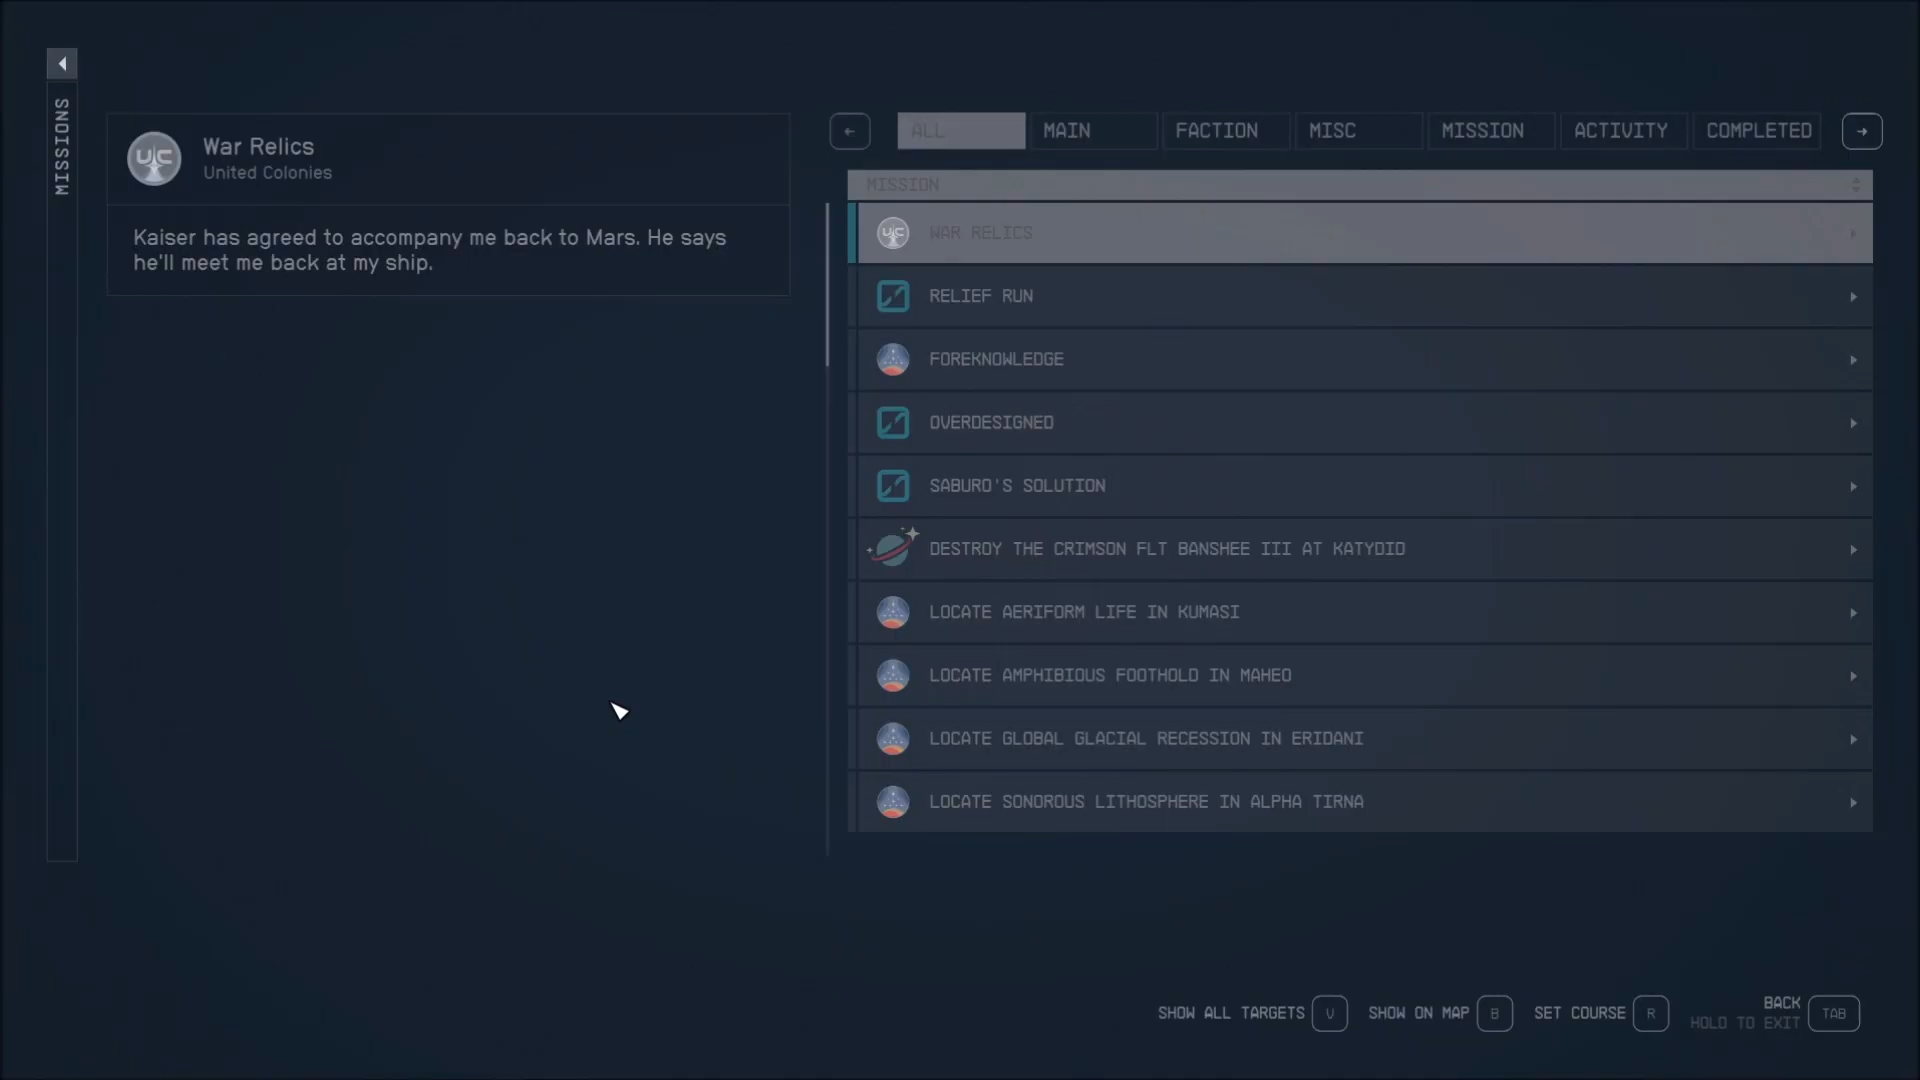 MISSIONS
UC
War Relics
United Colonies
Kaiser has agreed to accompany me back to Mars. He says
he'll meet me back at my ship.
ALL MAIN FACTION MISC MISSION ACTIVITY COMPLETED
MISSION
UC WAR RELICS
RELIEF RUN
FOREKNOWLEDGE
OVERDESIGNED
SABURO'S SOLUTION
DESTROY THE CRIMSON FLT BANSHEE III AT KATYDID
LOCATE AERIFORM LIFE IN KUMASI
LOCATE AMPHIBIOUS FOOTHOLD IN MAHEO
LOCATE GLOBAL GLACIAL RECESSION IN ERIDANI
LOCATE SONOROUS LITHOSPHERE IN ALPHA TIRNA
SHOW ALL TARGETS V SHOW ON MAP B SET COURSE R BACK TAB
HOLD TO EXIT